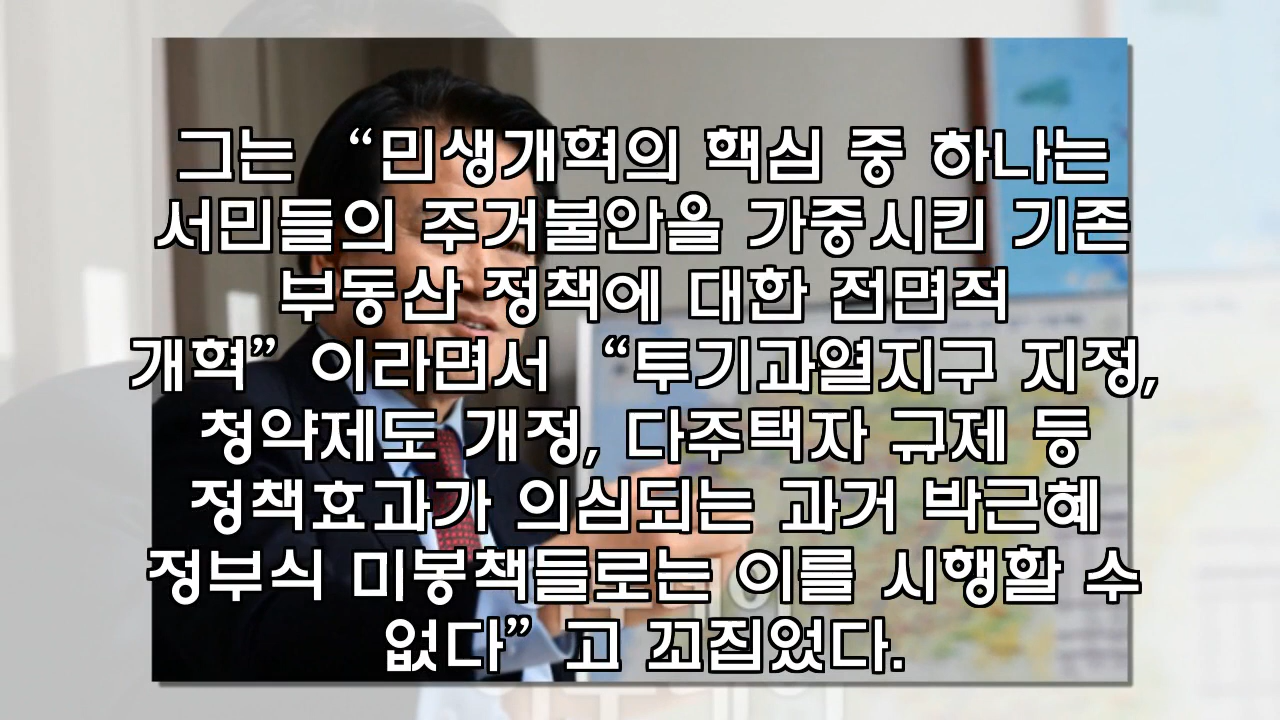 그는 “민생개혁의 핵심 중 하나는
서민들의 주거불안을 가중시킨 기존
부동산 정책에 대한 전면적
개혁”이라면서 “투기과열지구 지정,
청약제도 개정, 다주택자 규제 등
정책효과가 의심되는 과거 박근혜
정부식 미봉책들로는 이를 시행할 수
없다”고 꼬집었다.